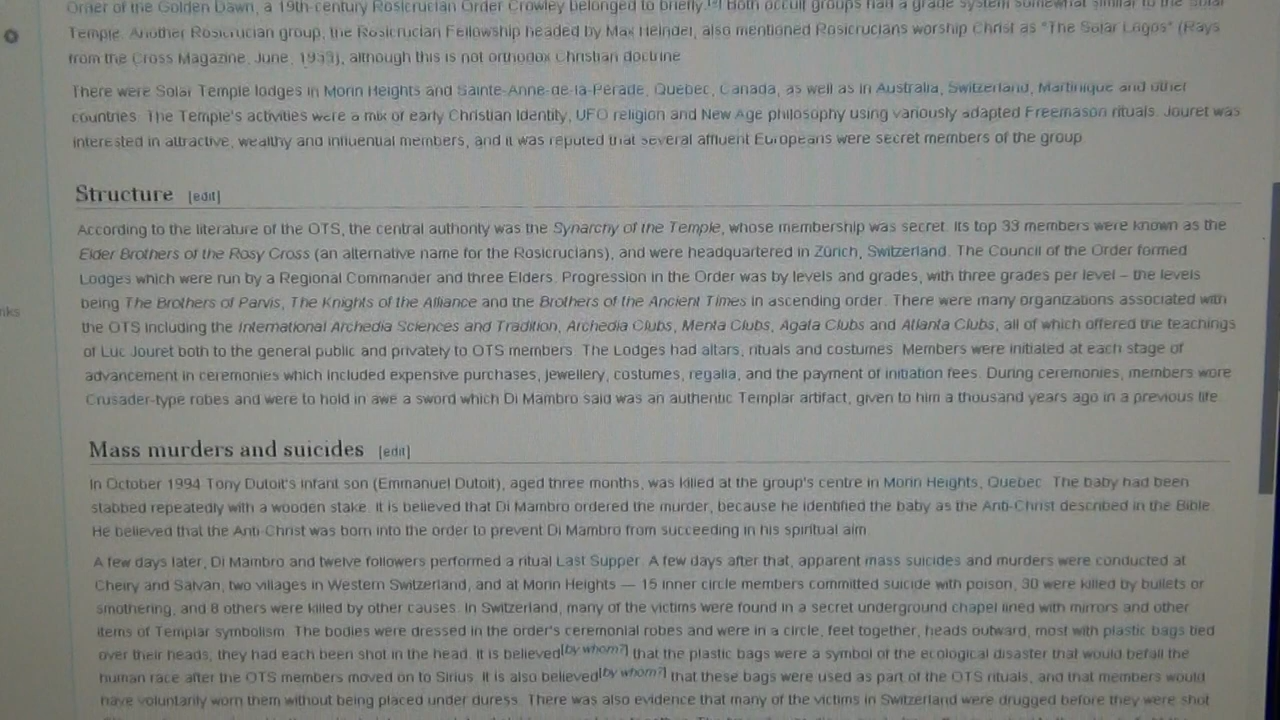 Order of the Golden Dawn, a 19th-century Rosicrucian Order Crowley belonged to briefly. Both occult groups had a grade system somewhat similar to the Solar
Temple. Another Rosicrucian group, the Rosicrucian Fellowship headed by Max Heindel, also mentioned Rosicrucians worship Christ as "The Solar Logos" (Rays
from the Cross Magazine, June, although this is not orthodox Christian doctrine
There were Solar Temple lodges in Morin Heights and Sainte-Anne-de-la-Pérade, Quebec, Canada, as well as in Australia, Switzerland, Martinique and other
countries. The Temple's activities were a mix of early Christian Identity, UFO religion and New Age philosophy using variously adapted Freemason rituals. Jouret was
interested in attractive, wealthy and influential members, and it was reputed that several affluent Europeans were secret members of the group.
Structure [edit]
According to the literature of the OTS, the central authority was the Synarchy of the Temple, whose membership was secret. Its top 33 members were known as the
Elder Brothers of the Rosy Cross (an alternative name for the Rosicrucians), and were headquartered in Zürich, Switzerland. The Council of the Order formed
Lodges which were run by a Regional Commander and three Elders. Progression in the Order was by levels and grades, with three grades per level – the levels
being The Brothers of Parvis, The Knights of the Alliance and the Brothers of the Ancient Times in ascending order. There were many organizations associated with
the OTS including the International Archedia Sciences and Tradition, Archedia Clubs, Menta Clubs, Agata Clubs and Atlanta Clubs, all of which offered the teachings
of Luc Jouret both to the general public and privately to OTS members. The Lodges had altars, rituals and costumes. Members were initiated at each stage of
advancement in ceremonies which included expensive purchases, jewellery, costumes, regalia, and the payment of initiation fees. During ceremonies, members wore
Crusader-type robes and were to hold in awe a sword which Di Mambro said was an authentic Templar artifact, given to him a thousand years ago in a previous life.
Mass murders and suicides [edit]
In October 1994 Tony Dutoit's infant son (Emmanuel Dutoit), aged three months, was killed at the group's centre in Morin Heights, Quebec. The baby had been
stabbed repeatedly with a wooden stake. It is believed that Di Mambro ordered the murder, because he identified the baby as the Anti-Christ described in the Bible.
He believed that the Anti-Christ was born into the order to prevent Di Mambro from succeeding in his spiritual aim.
A few days later, Di Mambro and twelve followers performed a ritual Last Supper. A few days after that, apparent mass suicides and murders were conducted at
Cheiry and Salvan, two villages in Western Switzerland, and at Morin Heights — 15 inner circle members committed suicide with poison, 30 were killed by bullets or
smothering, and 8 others were killed by other causes. In Switzerland, many of the victims were found in a secret underground chapel lined with mirrors and other
items of Templar symbolism. The bodies were dressed in the order's ceremonial robes and were in a circle, feet together, heads outward, most with plastic bags tied
over their heads; they had each been shot in the head. It is believed[by whom?] that the plastic bags were a symbol of the ecological disaster that would befall the
human race after the OTS members moved on to Sirius. It is also believed[by whom?] that these bags were used as part of the OTS rituals, and that members would
have voluntarily worn them without being placed under duress. There was also evidence that many of the victims in Switzerland were drugged before they were shot